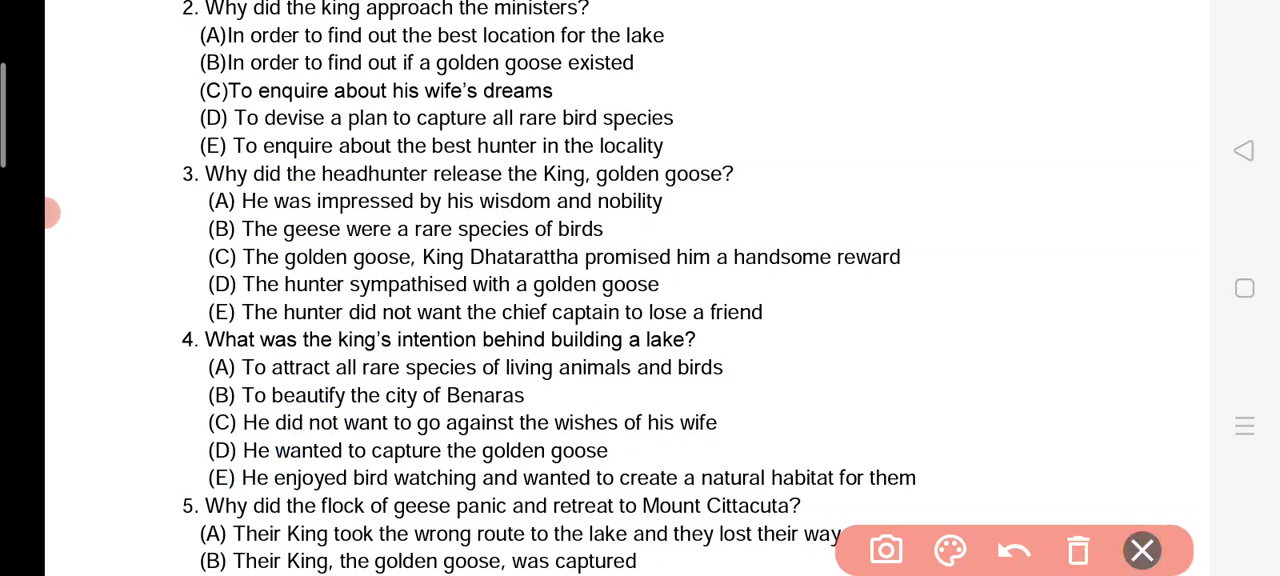 2. Why did the king approach the ministers?
(A)In order to find out the best location for the lake
(B)In order to find out if a golden goose existed
(C)To enquire about his wife's dreams
(D) To devise a plan to capture all rare bird species
(E) To enquire about the best hunter in the locality
3. Why did the headhunter release the King, golden goose?
(A) He was impressed by his wisdom and nobility
(B) The geese were a rare species of birds
(C) The golden goose, King Dhatarattha promised him a handsome reward
(D) The hunter sympathised with a golden goose
(E) The hunter did not want the chief captain to lose a friend
4. What was the king's intention behind building a lake?
(A) To attract all rare species of living animals and birds
(B) To beautify the city of Benaras
(C) He did not want to go against the wishes of his wife
(D) He wanted to capture the golden goose
(E) He enjoyed bird watching and wanted to create a natural habitat for them
5. Why did the flock of geese panic and retreat to Mount Cittacuta?
(A) Their King took the wrong route to the lake and they lost their way
(B) Their King, the golden goose, was captured